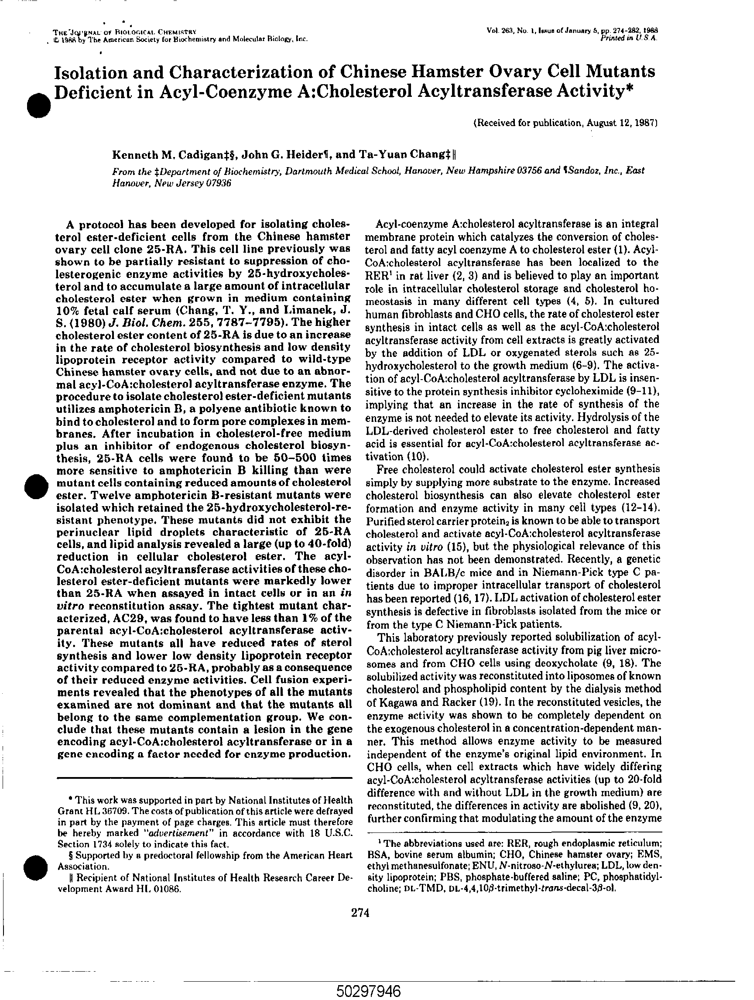 THE JOURNAL OF BIOLOGICAL CHEMISTRY
© 1988 by The American Society for Biochemistry and Molecular Biology, Inc.
Vol. 263, No. 1, Issue of January 5, pp. 274-282, 1988
Printed in U.S.A.
Isolation and Characterization of Chinese Hamster Ovary Cell Mutants
Deficient in Acyl-Coenzyme A:Cholesterol Acyltransferase Activity*
(Received for publication, August 12, 1987)
Kenneth M. Cadigan‡§, John G. Heider¶, and Ta-Yuan Chang‡‖
From the ‡Department of Biochemistry, Dartmouth Medical School, Hanover, New Hampshire 03756 and ¶Sandoz, Inc., East
Hanover, New Jersey 07936
A protocol has been developed for isolating choles-
terol ester-deficient cells from the Chinese hamster
ovary cell clone 25-RA. This cell line previously was
shown to be partially resistant to suppression of cho-
lesterogenic enzyme activities by 25-hydroxycholes-
terol and to accumulate a large amount of intracellular
cholesterol ester when grown in medium containing
10% fetal calf serum (Chang, T. Y., and Limanek, J.
S. (1980) J. Biol. Chem. 255, 7787-7795). The higher
cholesterol ester content of 25-RA is due to an increase
in the rate of cholesterol biosynthesis and low density
lipoprotein receptor activity compared to wild-type
Chinese hamster ovary cells, and not due to an abnor-
mal acyl-CoA:cholesterol acyltransferase enzyme. The
procedure to isolate cholesterol ester-deficient mutants
utilizes amphotericin B, a polyene antibiotic known to
bind to cholesterol and to form pore complexes in mem-
branes. After incubation in cholesterol-free medium
plus an inhibitor of endogenous cholesterol biosyn-
thesis, 25-RA cells were found to be 50-500 times
more sensitive to amphotericin B killing than were
mutant cells containing reduced amounts of cholesterol
ester. Twelve amphotericin B-resistant mutants were
isolated which retained the 25-hydroxycholesterol-re-
sistant phenotype. These mutants did not exhibit the
perinuclear lipid droplets characteristic of 25-RA
cells, and lipid analysis revealed a large (up to 40-fold)
reduction in cellular cholesterol ester. The acyl-
CoA:cholesterol acyltransferase activities of these cho-
lesterol ester-deficient mutants were markedly lower
than 25-RA when assayed in intact cells or in an in
vitro reconstitution assay. The tightest mutant char-
acterized, AC29, was found to have less than 1% of the
parental acyl-CoA:cholesterol acyltransferase activ-
ity. These mutants all have reduced rates of sterol
synthesis and lower low density lipoprotein receptor
activity compared to 25-RA, probably as a consequence
of their reduced enzyme activities. Cell fusion experi-
ments revealed that the phenotypes of all the mutants
examined are not dominant and that the mutants all
belong to the same complementation group. We con-
clude that these mutants contain a lesion in the gene
encoding acyl-CoA:cholesterol acyltransferase or in a
gene encoding a factor needed for enzyme production.
* This work was supported in part by National Institutes of Health
Grant HL 36709. The costs of publication of this article were defrayed
in part by the payment of page charges. This article must therefore
be hereby marked "advertisement" in accordance with 18 U.S.C.
Section 1734 solely to indicate this fact.
§ Supported by a predoctoral fellowship from the American Heart
Association.
‖ Recipient of National Institutes of Health Research Career De-
velopment Award HL 01086.
Acyl-coenzyme A:cholesterol acyltransferase is an integral
membrane protein which catalyzes the conversion of choles-
terol and fatty acyl coenzyme A to cholesterol ester (1). Acyl-
CoA:cholesterol acyltransferase has been localized to the
RER¹ in rat liver (2, 3) and is believed to play an important
role in intracellular cholesterol storage and cholesterol ho-
meostasis in many different cell types (4, 5). In cultured
human fibroblasts and CHO cells, the rate of cholesterol ester
synthesis in intact cells as well as the acyl-CoA:cholesterol
acyltransferase activity from cell extracts is greatly activated
by the addition of LDL or oxygenated sterols such as 25-
hydroxycholesterol to the growth medium (6-9). The activa-
tion of acyl-CoA:cholesterol acyltransferase by LDL is insen-
sitive to the protein synthesis inhibitor cycloheximide (9-11),
implying that an increase in the rate of synthesis of the
enzyme is not needed to elevate its activity. Hydrolysis of the
LDL-derived cholesterol ester to free cholesterol and fatty
acid is essential for acyl-CoA:cholesterol acyltransferase ac-
tivation (10).
Free cholesterol could activate cholesterol ester synthesis
simply by supplying more substrate to the enzyme. Increased
cholesterol biosynthesis can also elevate cholesterol ester
formation and enzyme activity in many cell types (12-14).
Purified sterol carrier protein₂ is known to be able to transport
cholesterol and activate acyl-CoA:cholesterol acyltransferase
activity in vitro (15), but the physiological relevance of this
observation has not been demonstrated. Recently, a genetic
disorder in BALB/c mice and in Niemann-Pick type C pa-
tients due to improper intracellular transport of cholesterol
has been reported (16, 17). LDL activation of cholesterol ester
synthesis is defective in fibroblasts isolated from the mice or
from the type C Niemann-Pick patients.
This laboratory previously reported solubilization of acyl-
CoA:cholesterol acyltransferase activity from pig liver micro-
somes and from CHO cells using deoxycholate (9, 18). The
solubilized activity was reconstituted into liposomes of known
cholesterol and phospholipid content by the dialysis method
of Kagawa and Racker (19). In the reconstituted vesicles, the
enzyme activity was shown to be completely dependent on
the exogenous cholesterol in a concentration-dependent man-
ner. This method allows enzyme activity to be measured
independent of the enzyme's original lipid environment. In
CHO cells, when cell extracts which have widely differing
acyl-CoA:cholesterol acyltransferase activities (up to 20-fold
difference with and without LDL in the growth medium) are
reconstituted, the differences in activity are abolished (9, 20),
further confirming that modulating the amount of the enzyme
¹ The abbreviations used are: RER, rough endoplasmic reticulum;
BSA, bovine serum albumin; CHO, Chinese hamster ovary; EMS,
ethyl methanesulfonate; ENU, N-nitroso-N-ethylurea; LDL, low den-
sity lipoprotein; PBS, phosphate-buffered saline; PC, phosphatidyl-
choline; DL-TMD, DL-4,4,10β-trimethyl-trans-decal-3β-ol.
274
50297946